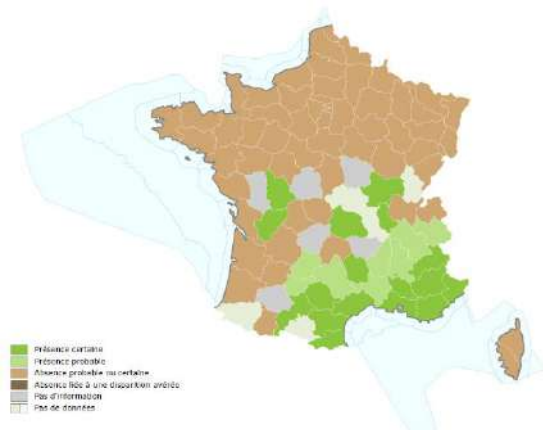 Présence certaine
Présence probable
Absence probable ou certaine
Absence liée à une disparition avérée
Pas d'information
Pas de données